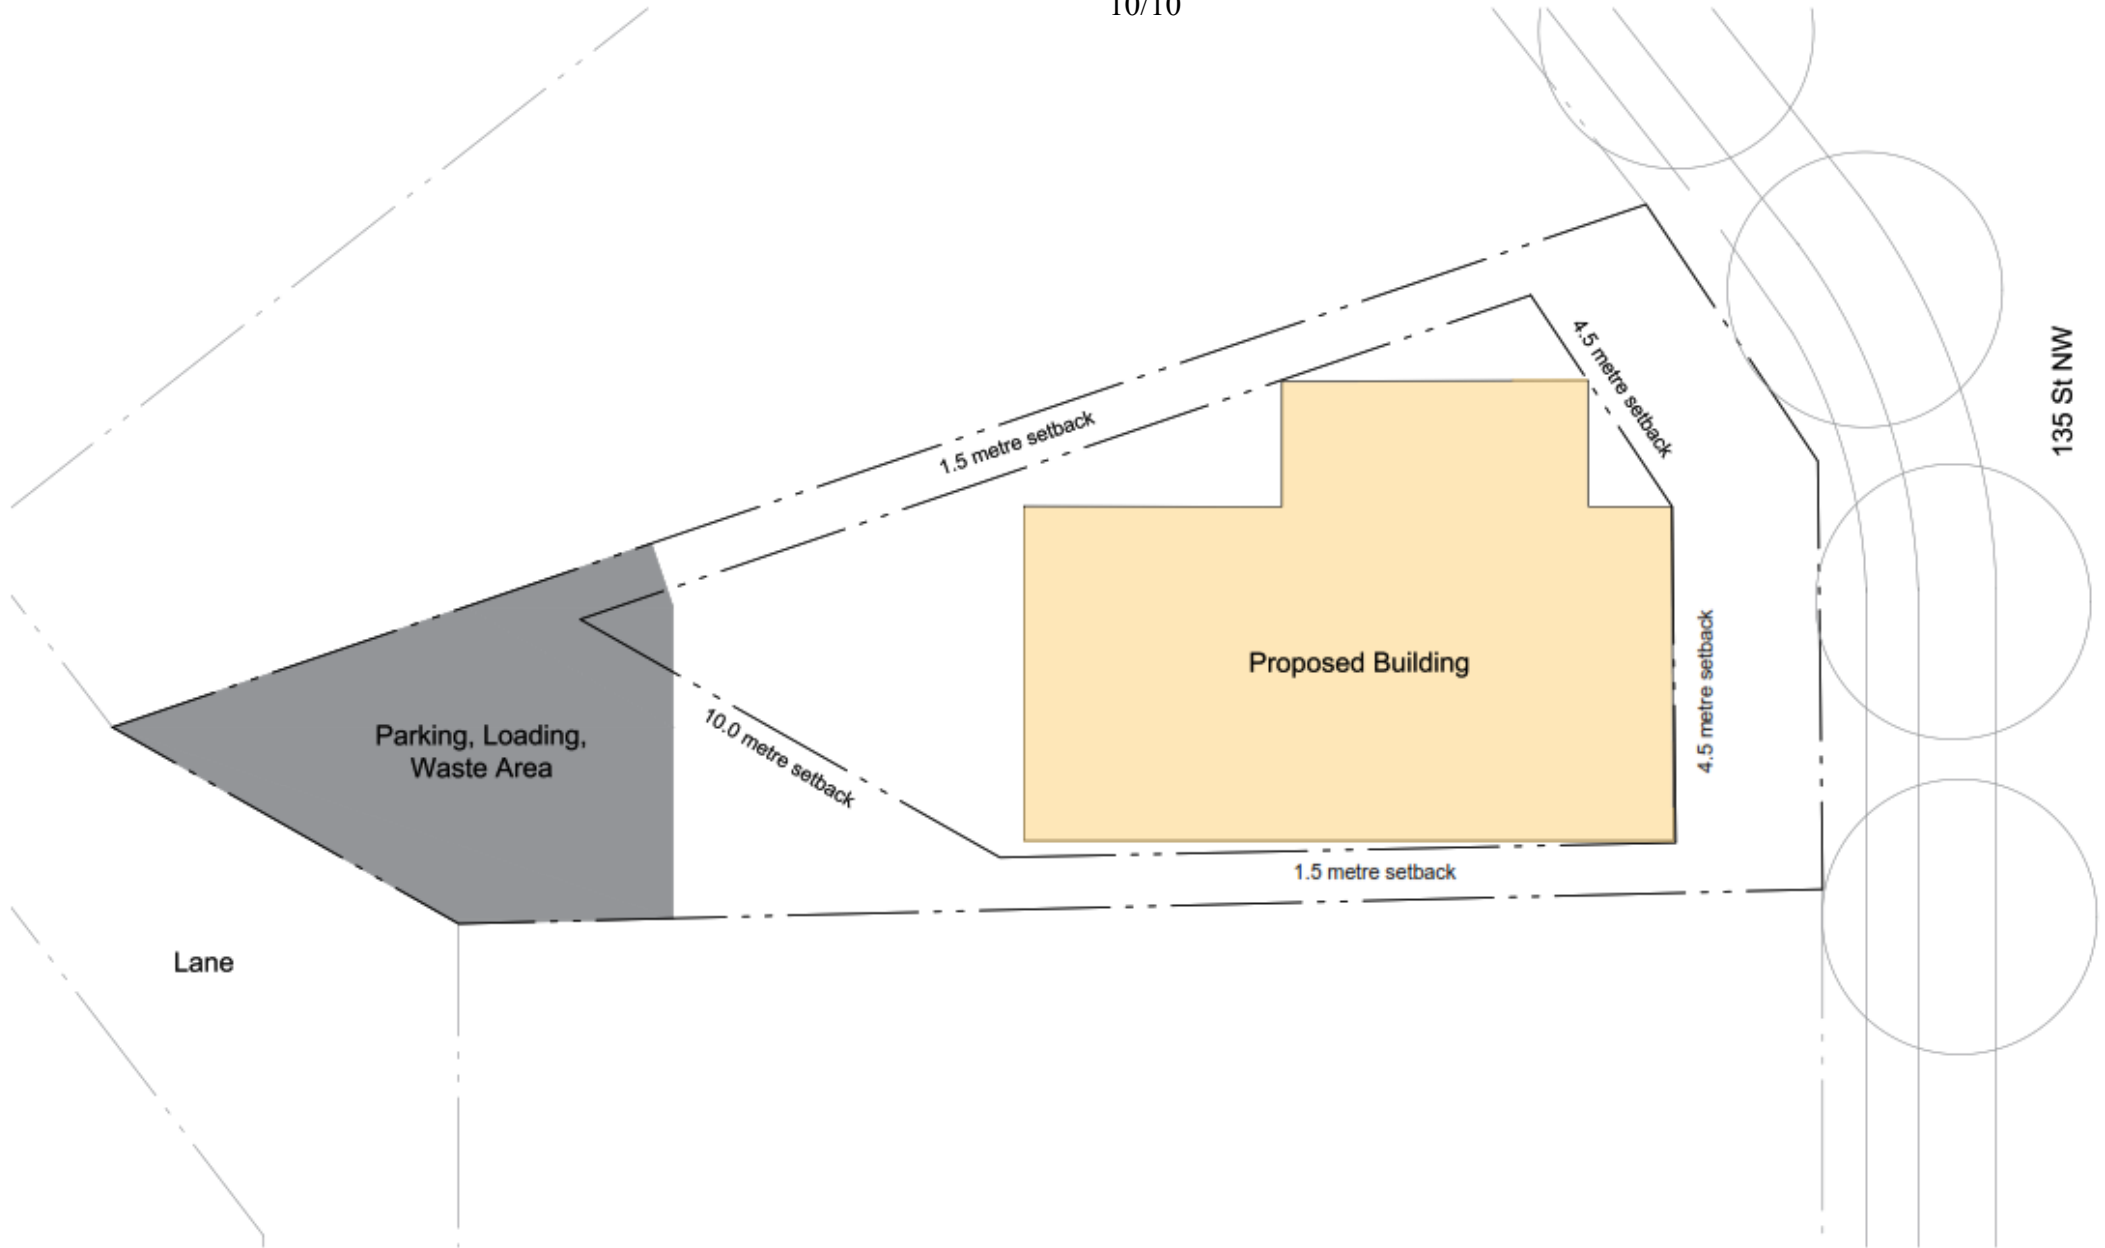 10/10
135 St NW
4.5 metre setback
1.5 metre setback
Proposed Building
4.5 metre setback
Parking, Loading,
Waste Area
10.0 metre setback
1.5 metre setback
Lane